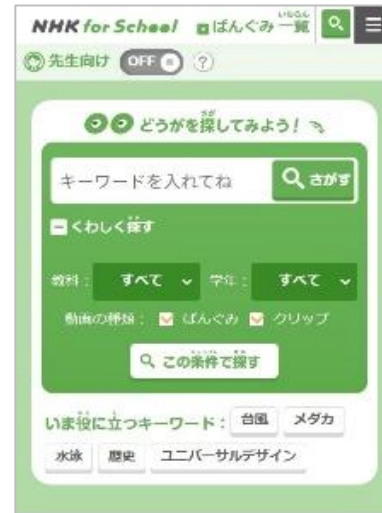 NHK for School ばんぐみ一覧
先生向け OFF ?
どうがを探してみよう!
キーワードを入れてね さがす
くわしく探す
教科: すべて 学年: すべて
動画の種類: ばんぐみ クリップ
この条件で探す
いま役に立つキーワード: 台風 メダカ
水泳 歴史 ユニバーサルデザイン